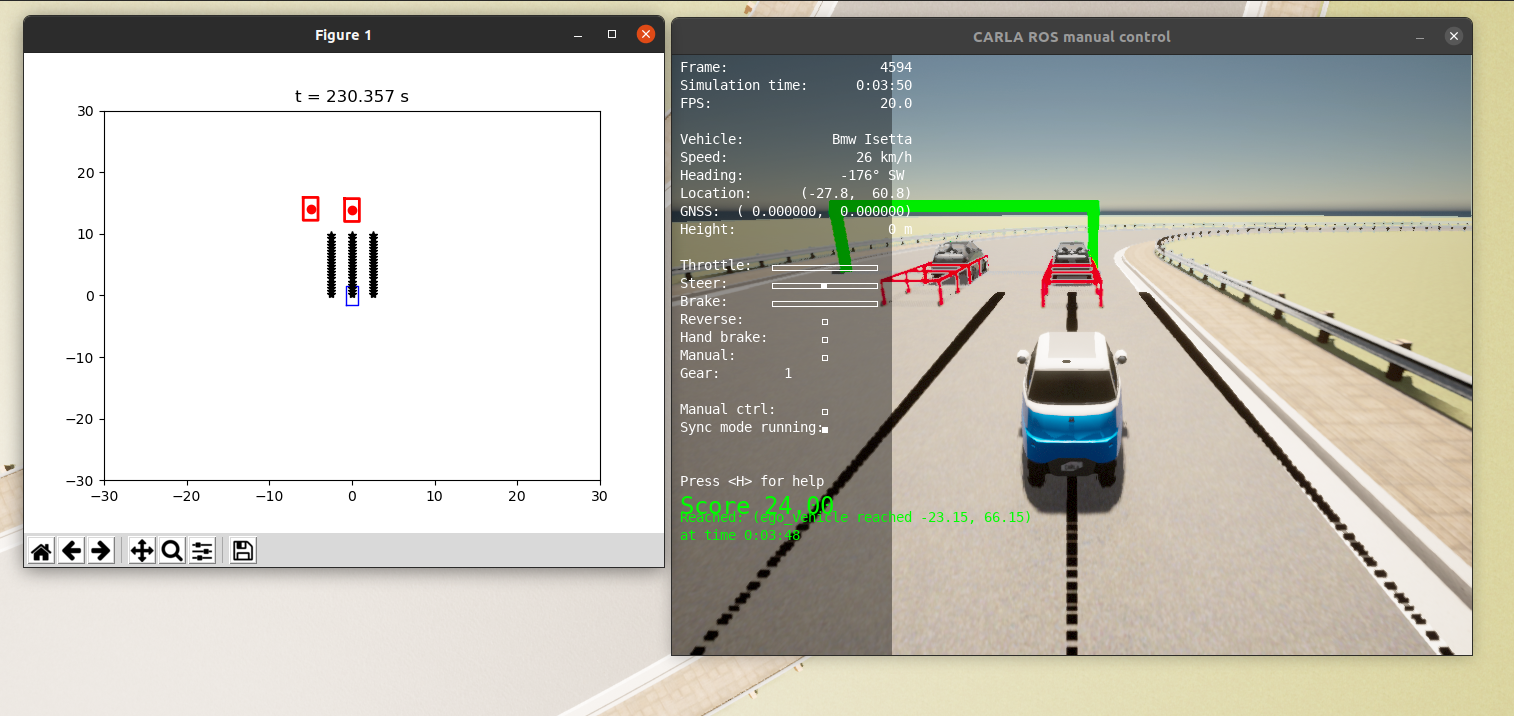 Figure 1
t = 230.357 s
30
20
10
0
−10
−20
−30
−30 −20 −10 0 10 20 30
CARLA ROS manual control
Frame: 4594
Simulation time: 0:03:50
FPS: 20.0
Vehicle: Bmw Isetta
Speed: 26 km/h
Heading: -176° SW
Location: (-27.8, 60.8)
GNSS: ( 0.000000, 0.000000)
Height: 0 m
Throttle:
Steer:
Brake:
Reverse:
Hand brake:
Manual:
Gear: 1
Manual ctrl:
Sync mode running:
Press <H> for help
Score 24.00
Reached: (ego_vehicle reached -23.15, 66.15)
at time 0:03:48